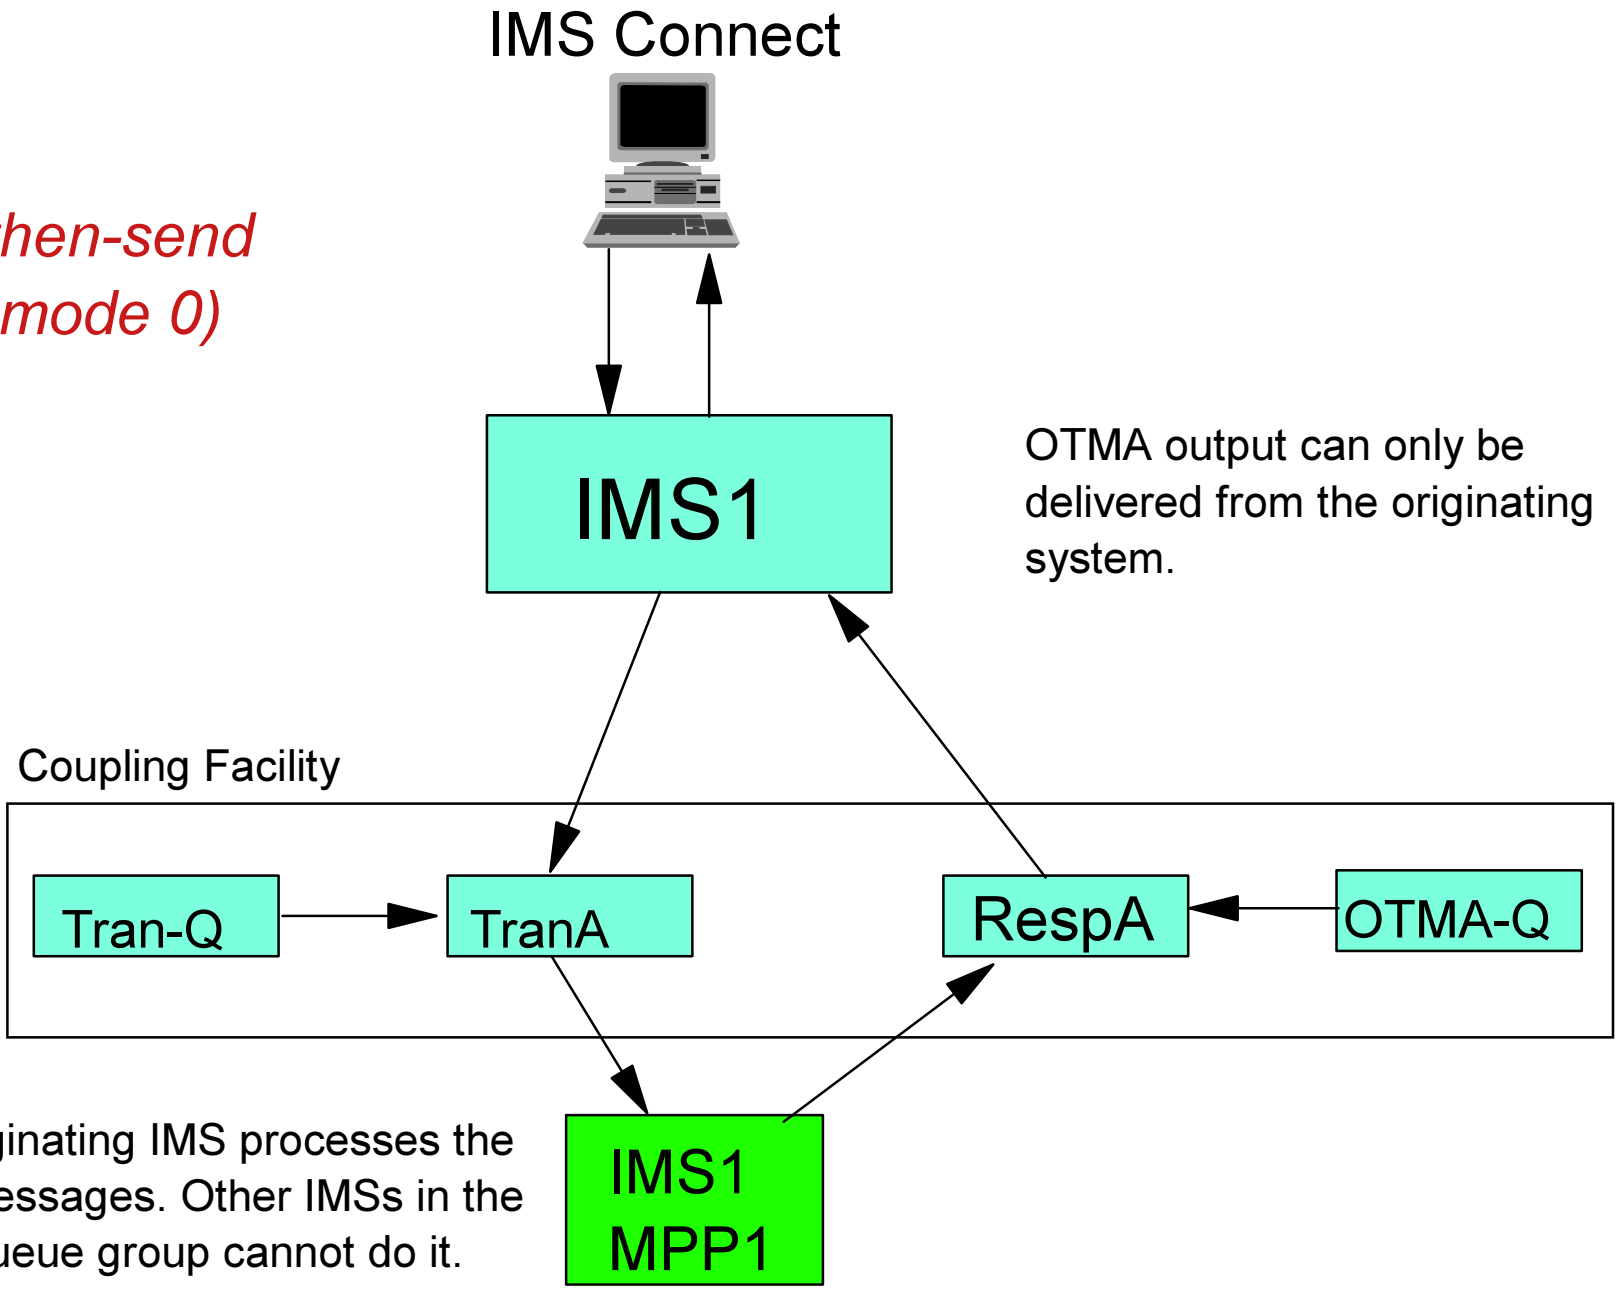 IMS Connect
then-send
mode 0)
IMS1
OTMA output can only be
delivered from the originating
system.
Coupling Facility
Tran-Q
TranA
RespA
OTMA-Q
ginating IMS processes the
essages. Other IMSs in the
ueue group cannot do it.
IMS1
MPP1